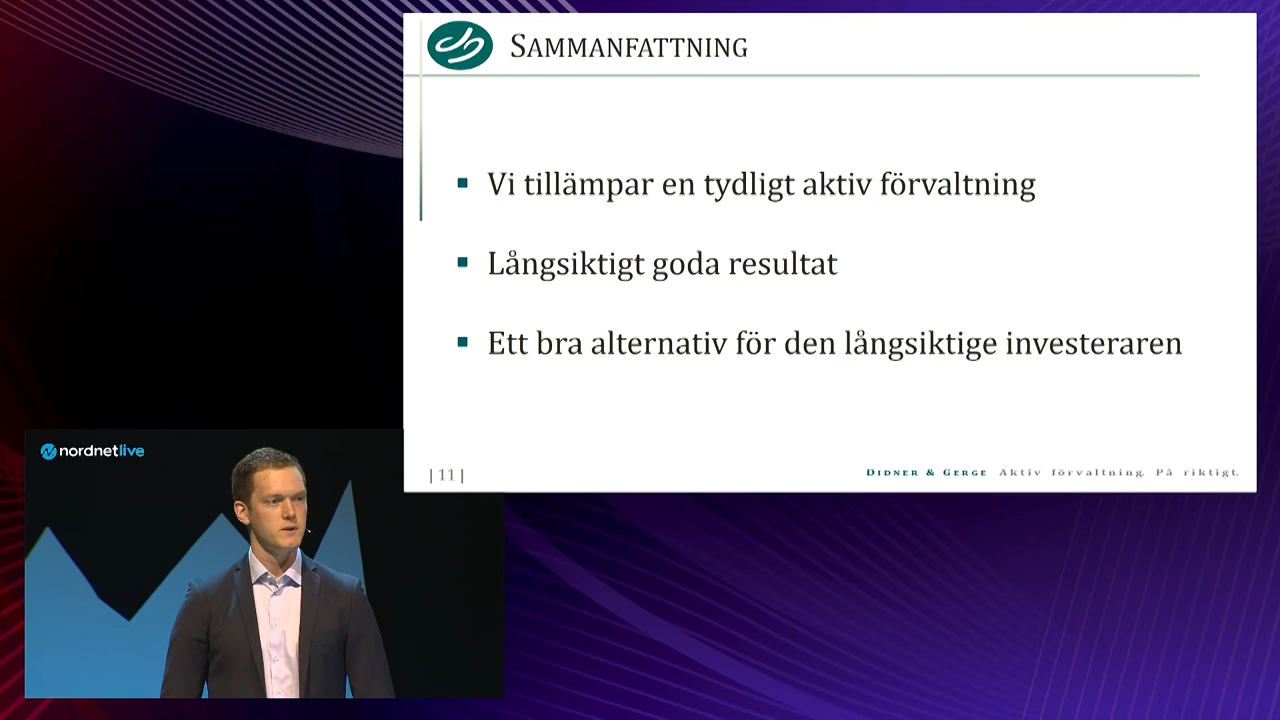 SAMMANFATTNING
▪ Vi tillämpar en tydligt aktiv förvaltning
▪ Långsiktigt goda resultat
▪ Ett bra alternativ för den långsiktige investeraren
| 11 |
DIDNER & GERGE Aktiv förvaltning. På riktigt.
nordnetlive